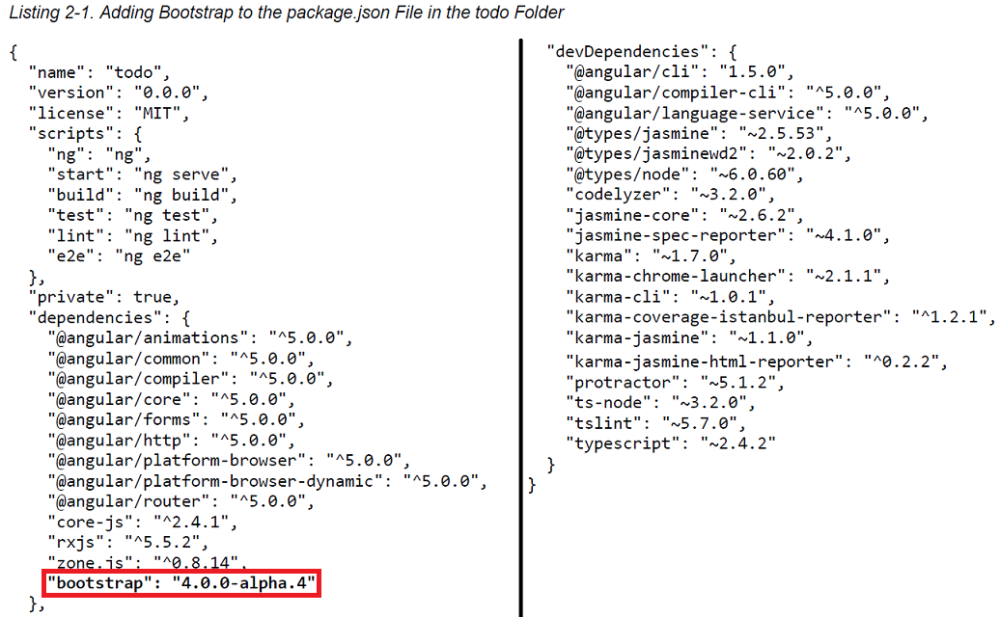 Listing 2-1. Adding Bootstrap to the package.json File in the todo Folder
{
"name": "todo",
"version": "0.0.0",
"license": "MIT",
"scripts": {
"ng": "ng",
"start": "ng serve",
"build": "ng build",
"test": "ng test",
"lint": "ng lint",
"e2e": "ng e2e"
},
"private": true,
"dependencies": {
"@angular/animations": "^5.0.0",
"@angular/common": "^5.0.0",
"@angular/compiler": "^5.0.0",
"@angular/core": "^5.0.0",
"@angular/forms": "^5.0.0",
"@angular/http": "^5.0.0",
"@angular/platform-browser": "^5.0.0",
"@angular/platform-browser-dynamic": "^5.0.0",
"@angular/router": "^5.0.0",
"core-js": "^2.4.1",
"rxjs": "^5.5.2",
"zone.js": "^0.8.14",
"bootstrap": "4.0.0-alpha.4"
},
"devDependencies": {
"@angular/cli": "1.5.0",
"@angular/compiler-cli": "^5.0.0",
"@angular/language-service": "^5.0.0",
"@types/jasmine": "~2.5.53",
"@types/jasminewd2": "~2.0.2",
"@types/node": "~6.0.60",
"codelyzer": "~3.2.0",
"jasmine-core": "~2.6.2",
"jasmine-spec-reporter": "~4.1.0",
"karma": "~1.7.0",
"karma-chrome-launcher": "~2.1.1",
"karma-cli": "~1.0.1",
"karma-coverage-istanbul-reporter": "^1.2.1",
"karma-jasmine": "~1.1.0",
"karma-jasmine-html-reporter": "^0.2.2",
"protractor": "~5.1.2",
"ts-node": "~3.2.0",
"tslint": "~5.7.0",
"typescript": "~2.4.2"
}
}